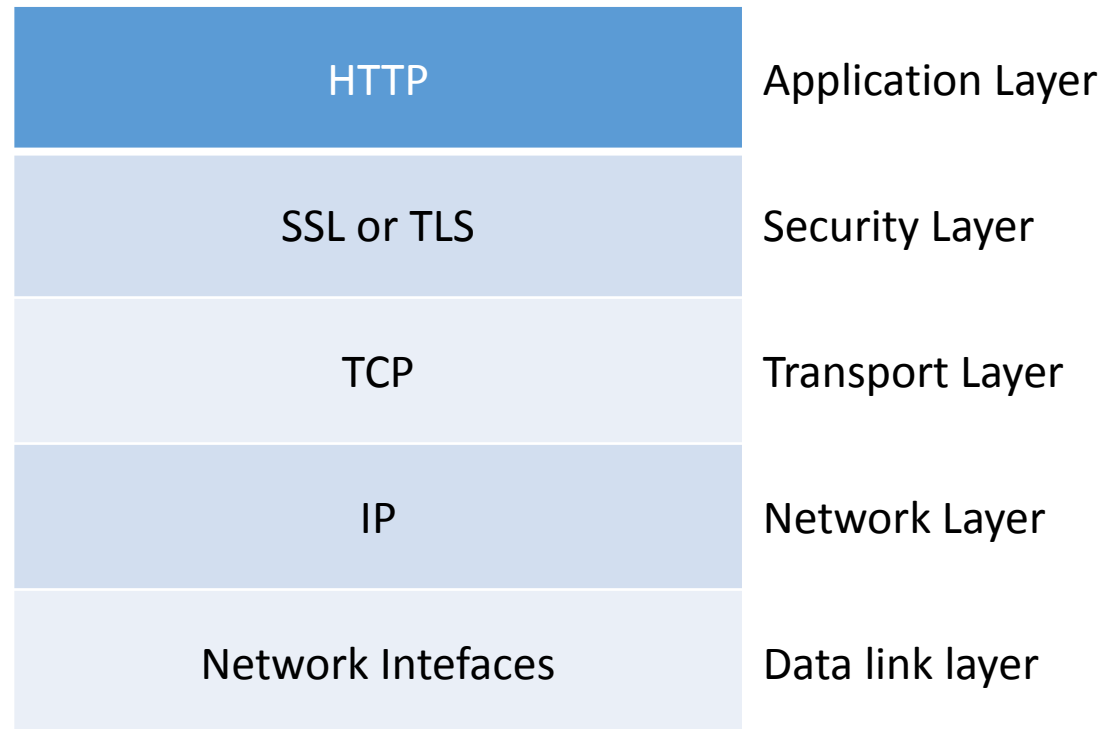 HTTP Application Layer
SSL or TLS Security Layer
TCP Transport Layer
IP Network Layer
Network Intefaces Data link layer